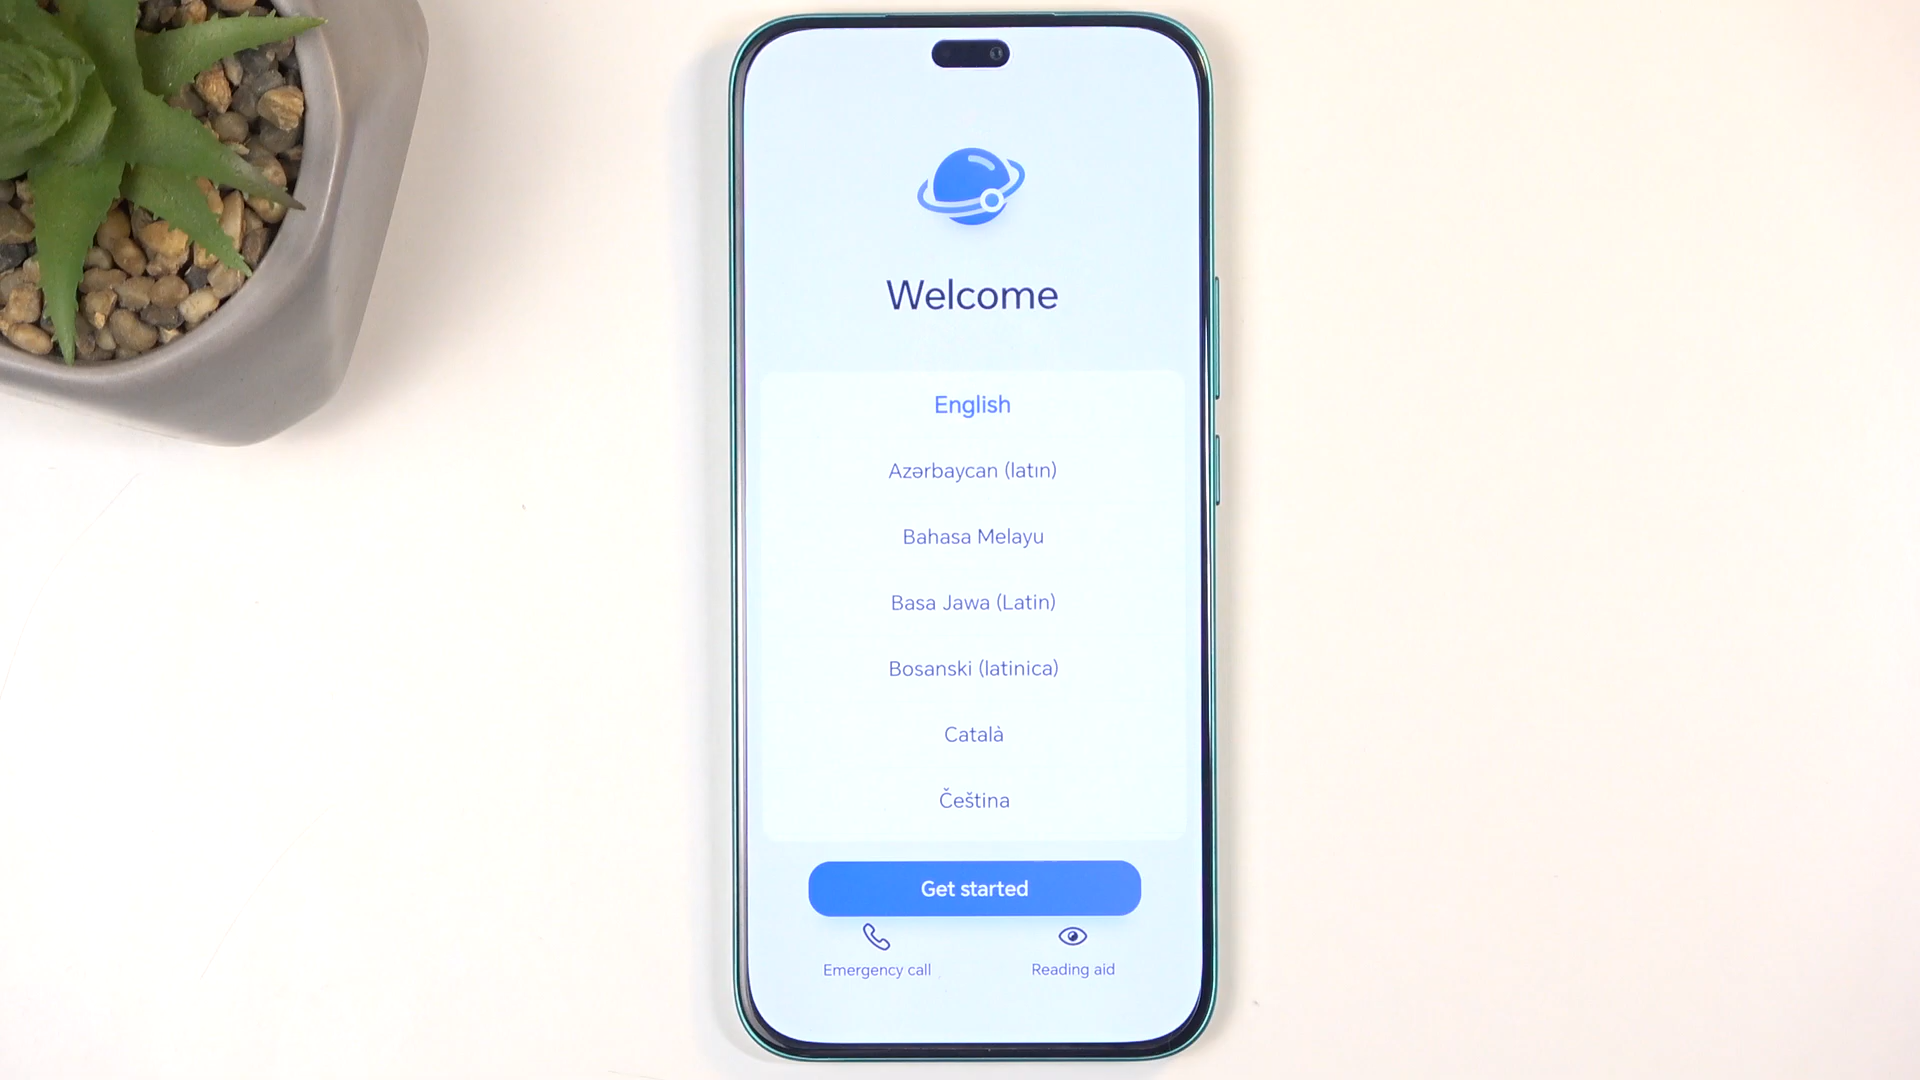 Welcome
English
Azərbaycan (latın)
Bahasa Melayu
Basa Jawa (Latin)
Bosanski (latinica)
Català
Čeština
Get started
Emergency call
Reading aid